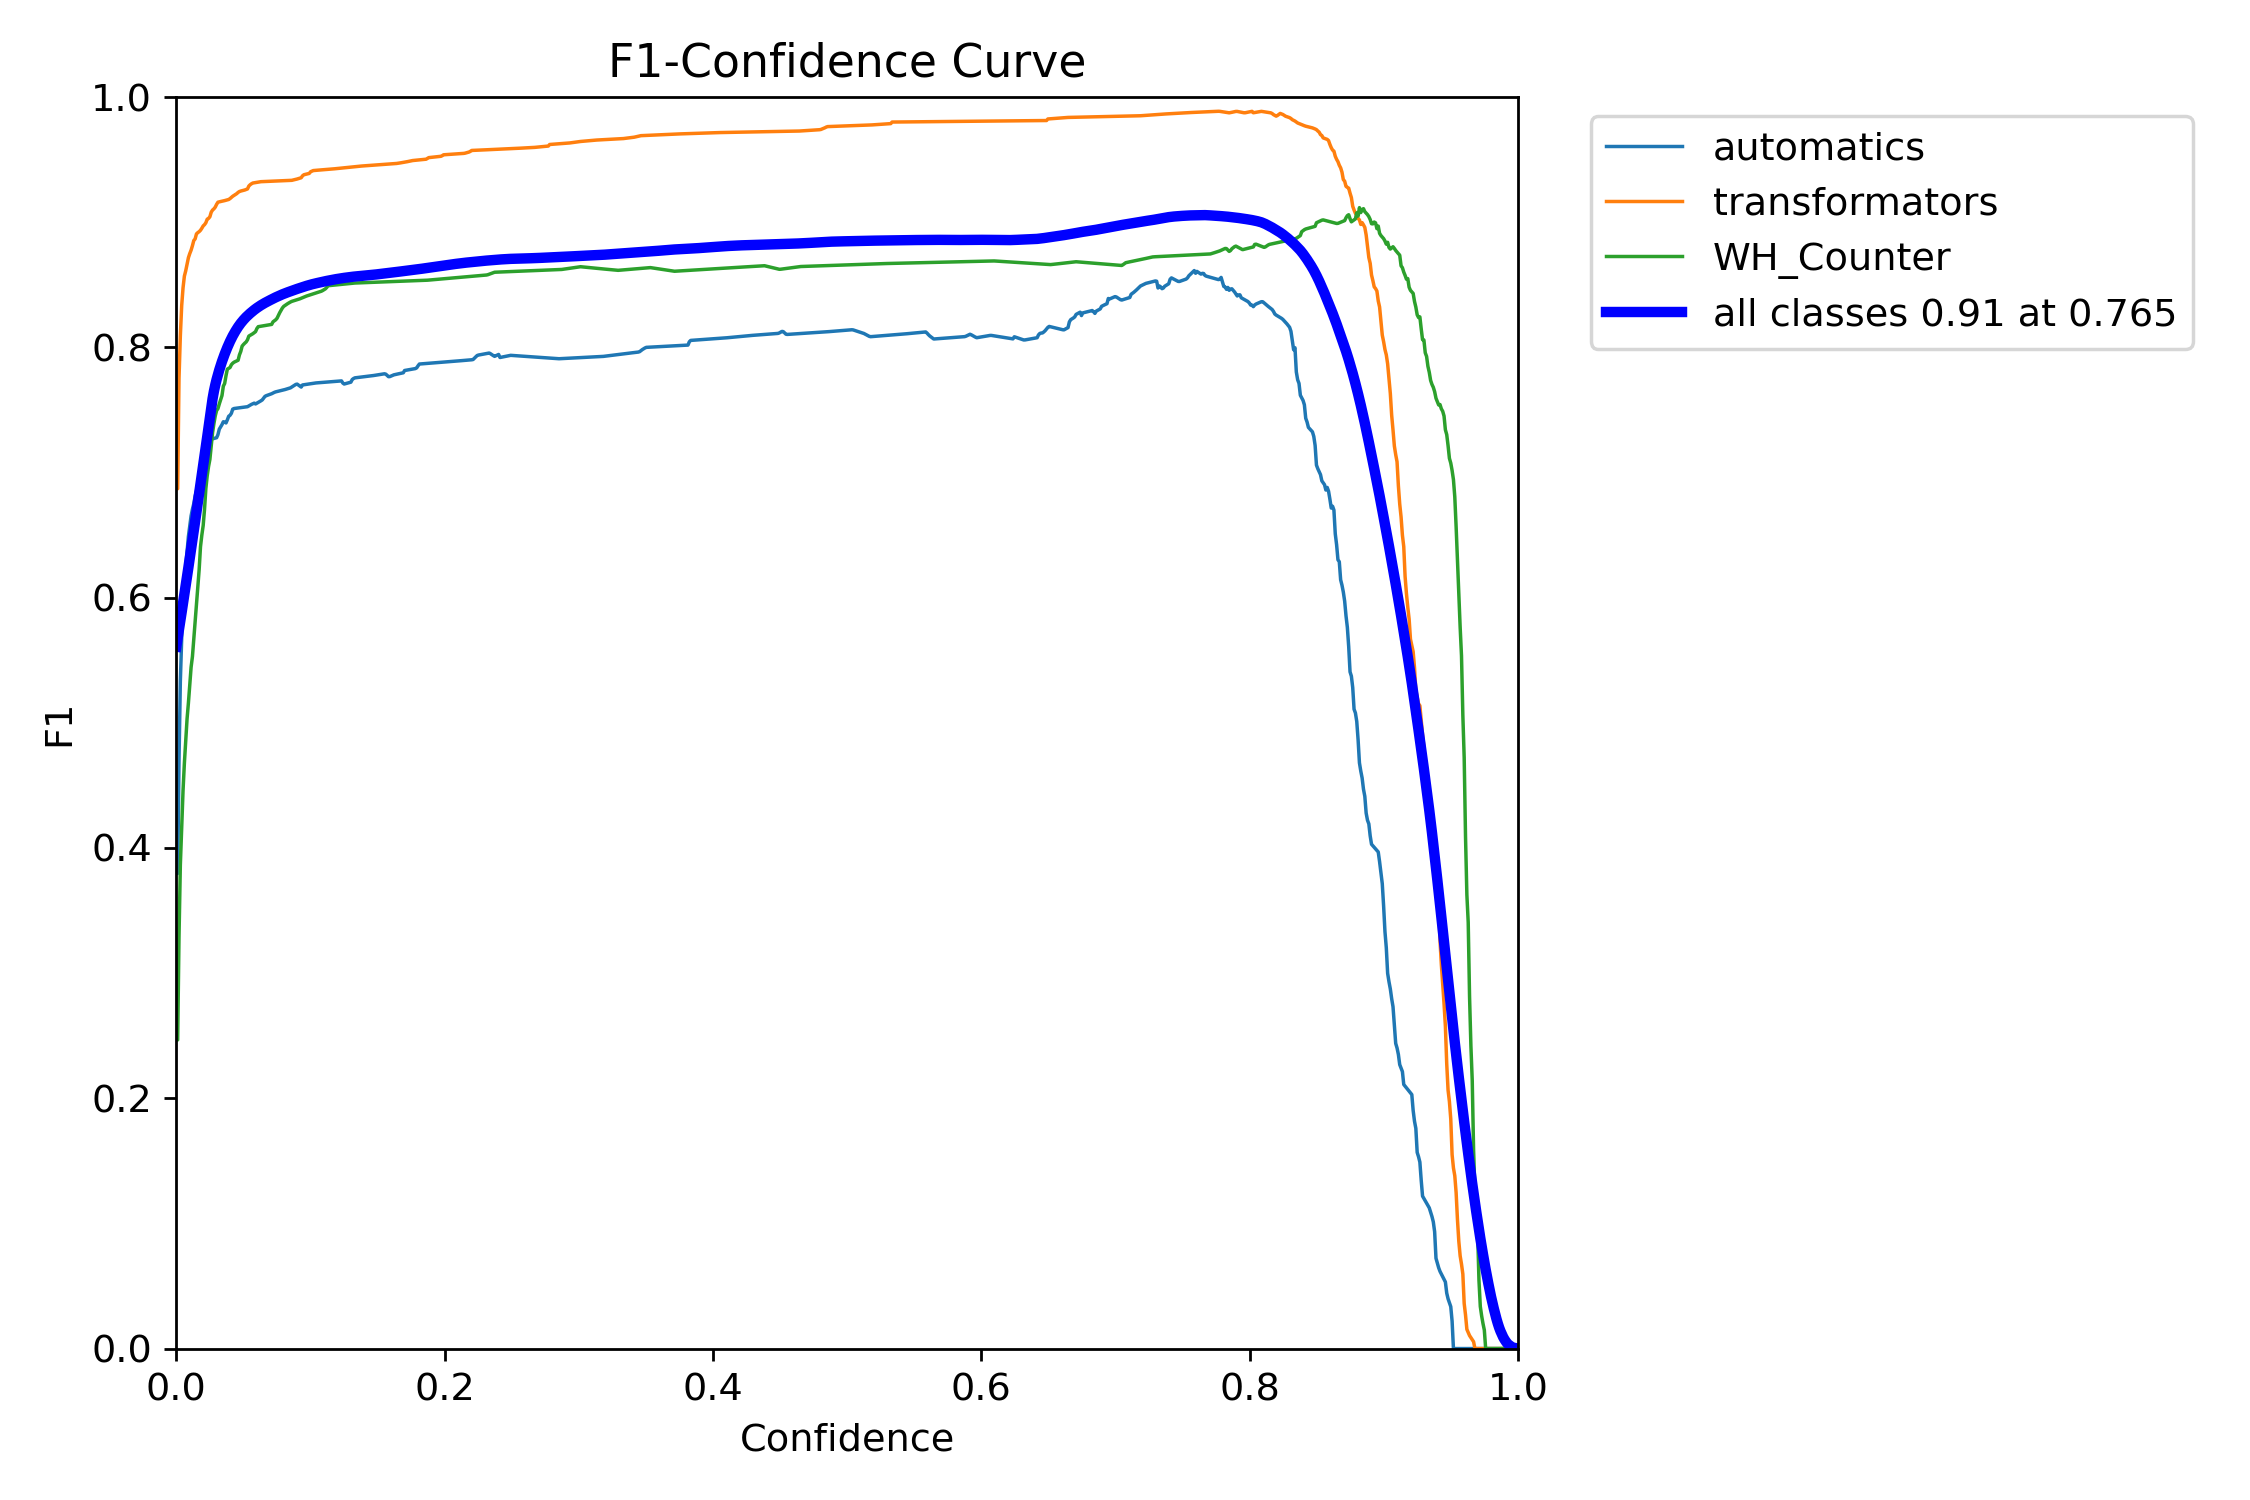 F1-Confidence Curve
1.0
0.8
0.6
0.4
0.2
0.0
F1
0.0 0.2 0.4 0.6 0.8 1.0
Confidence
automatics
transformators
WH_Counter
all classes 0.91 at 0.765